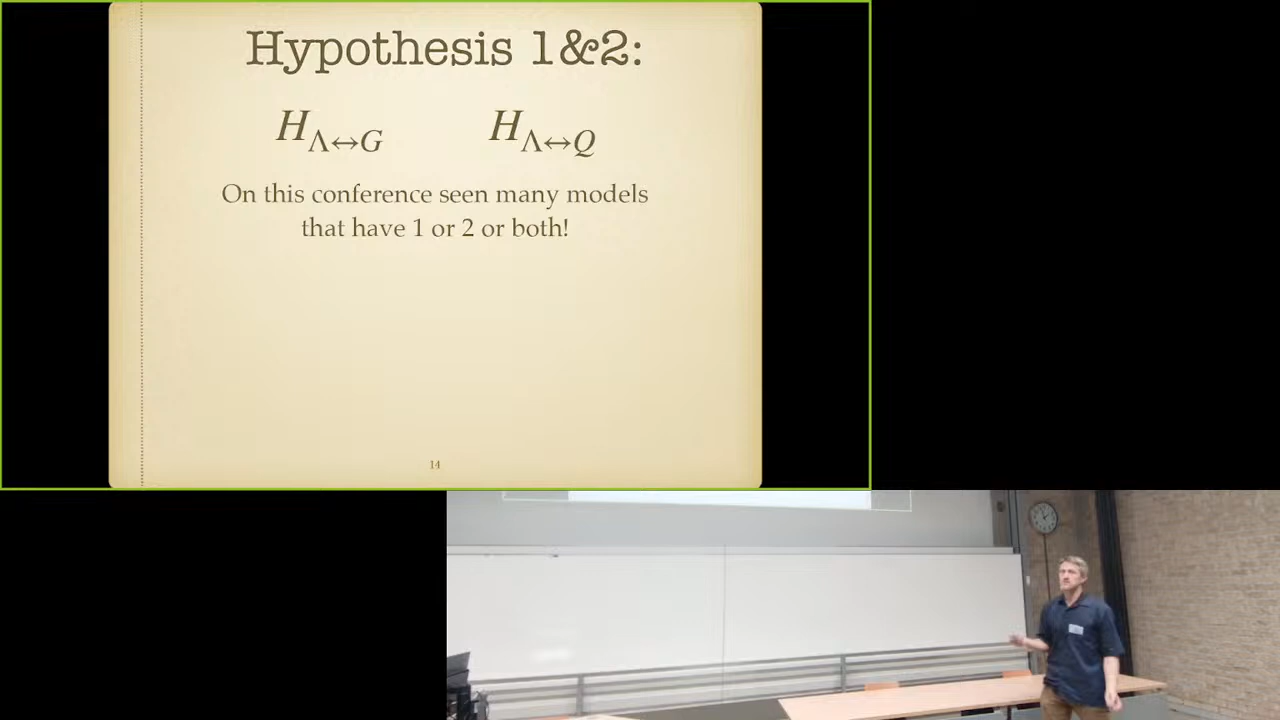 Hypothesis 1&2:
H_{Λ↔G} H_{Λ↔Q}
On this conference seen many models
that have 1 or 2 or both!
14